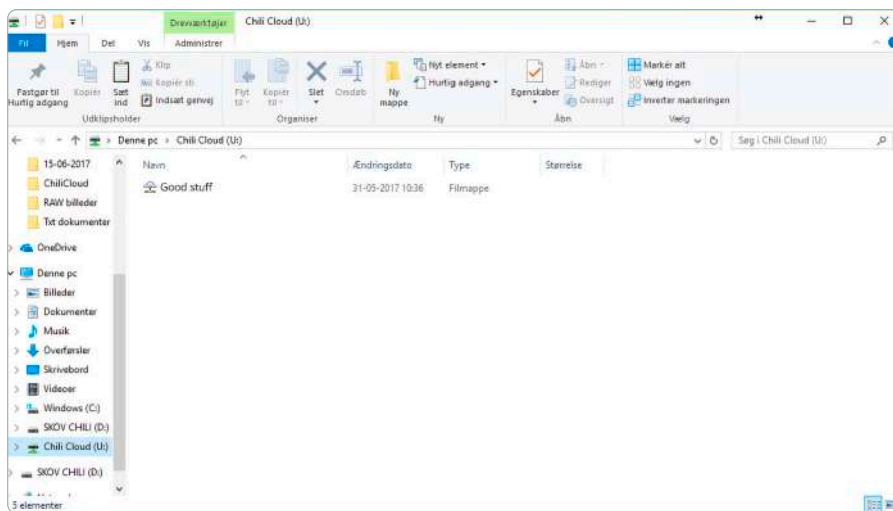 Drevværktøjer Chili Cloud (U:)
Fil Hjem Del Vis Administrer
Fastgør til Hurtig adgang
Kopiér
Sæt ind
Klip
Kopiér sti
Indsæt genvej
Udklipsholder
Flyt til
Kopiér til
Slet
Omdøb
Organiser
Ny mappe
Nyt element
Hurtig adgang
Ny
Egenskaber
Åbn
Rediger
Oversigt
Åbn
Markér alt
Vælg ingen
Inverter markeringen
Vælg
Denne pc › Chili Cloud (U:)
Søg i Chili Cloud (U:)
Navn Ændringsdato Type Størrelse
Good stuff 31-05-2017 10:36 Filmappe
15-06-2017
ChiliCloud
RAW billeder
Txt dokumenter
OneDrive
Denne pc
Billeder
Dokumenter
Musik
Overførsler
Skrivebord
Videoer
Windows (C:)
SKOV CHILI (D:)
Chili Cloud (U:)
SKOV CHILI (D:)
5 elementer